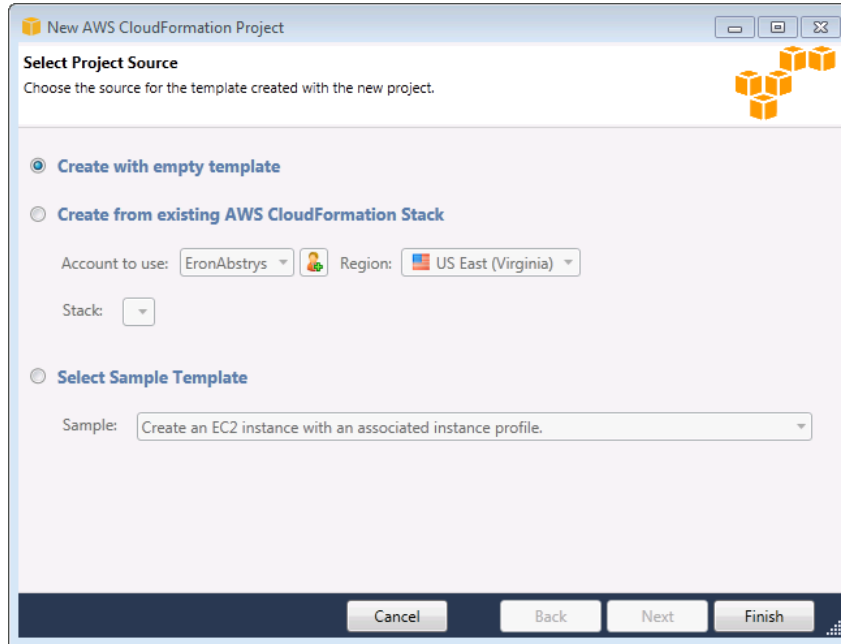 New AWS CloudFormation Project
Select Project Source
Choose the source for the template created with the new project.
Create with empty template
Create from existing AWS CloudFormation Stack
Account to use: EronAbstrys Region: US East (Virginia)
Stack:
Select Sample Template
Sample: Create an EC2 instance with an associated instance profile.
Cancel Back Next Finish